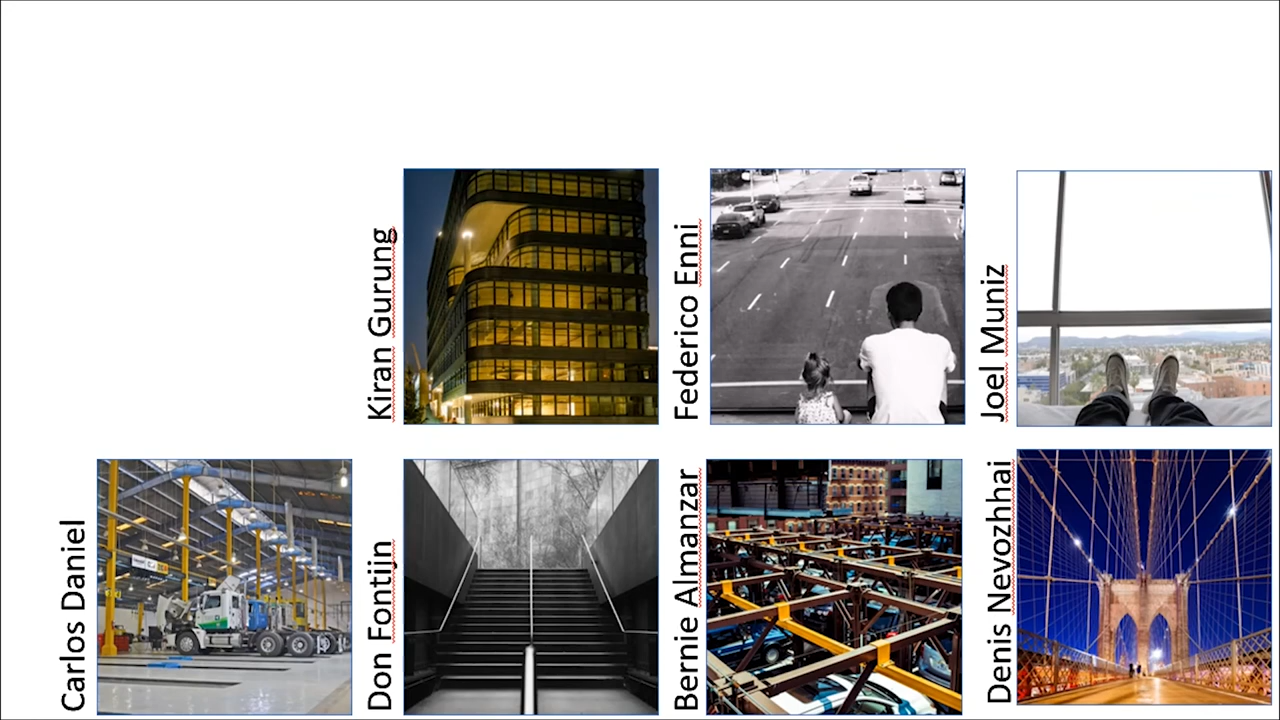 Kiran Gurung
Federico Enni
Joel Muniz
Carlos Daniel
Don Fontijn
Bernie Almanzar
Denis Nevozhhai